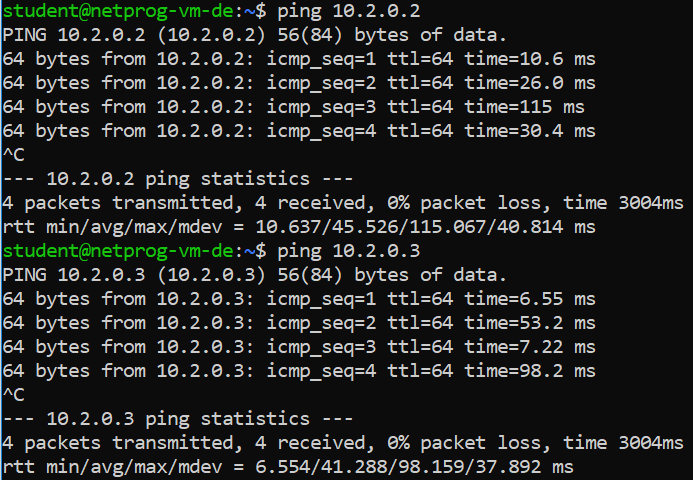 student@netprog-vm-de:~$ ping 10.2.0.2
PING 10.2.0.2 (10.2.0.2) 56(84) bytes of data.
64 bytes from 10.2.0.2: icmp_seq=1 ttl=64 time=10.6 ms
64 bytes from 10.2.0.2: icmp_seq=2 ttl=64 time=26.0 ms
64 bytes from 10.2.0.2: icmp_seq=3 ttl=64 time=115 ms
64 bytes from 10.2.0.2: icmp_seq=4 ttl=64 time=30.4 ms
^C
--- 10.2.0.2 ping statistics ---
4 packets transmitted, 4 received, 0% packet loss, time 3004ms
rtt min/avg/max/mdev = 10.637/45.526/115.067/40.814 ms
student@netprog-vm-de:~$ ping 10.2.0.3
PING 10.2.0.3 (10.2.0.3) 56(84) bytes of data.
64 bytes from 10.2.0.3: icmp_seq=1 ttl=64 time=6.55 ms
64 bytes from 10.2.0.3: icmp_seq=2 ttl=64 time=53.2 ms
64 bytes from 10.2.0.3: icmp_seq=3 ttl=64 time=7.22 ms
64 bytes from 10.2.0.3: icmp_seq=4 ttl=64 time=98.2 ms
^C
--- 10.2.0.3 ping statistics ---
4 packets transmitted, 4 received, 0% packet loss, time 3004ms
rtt min/avg/max/mdev = 6.554/41.288/98.159/37.892 ms